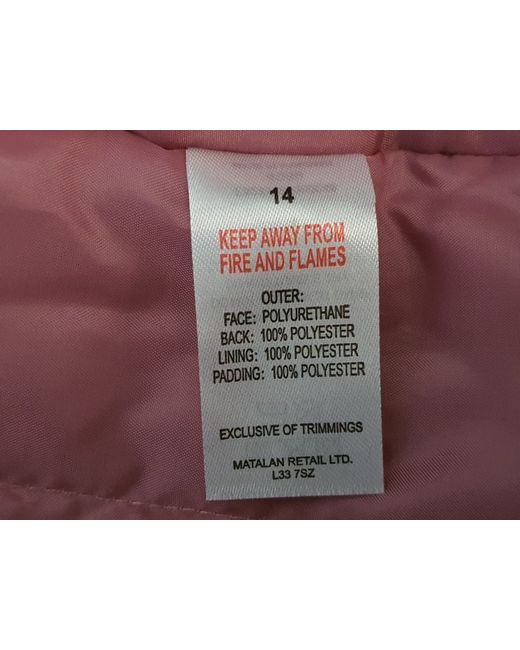 14
KEEP AWAY FROM
FIRE AND FLAMES
OUTER:
FACE: POLYURETHANE
BACK: 100% POLYESTER
LINING: 100% POLYESTER
PADDING: 100% POLYESTER
EXCLUSIVE OF TRIMMINGS
MATALAN RETAIL LTD.
L33 7SZ